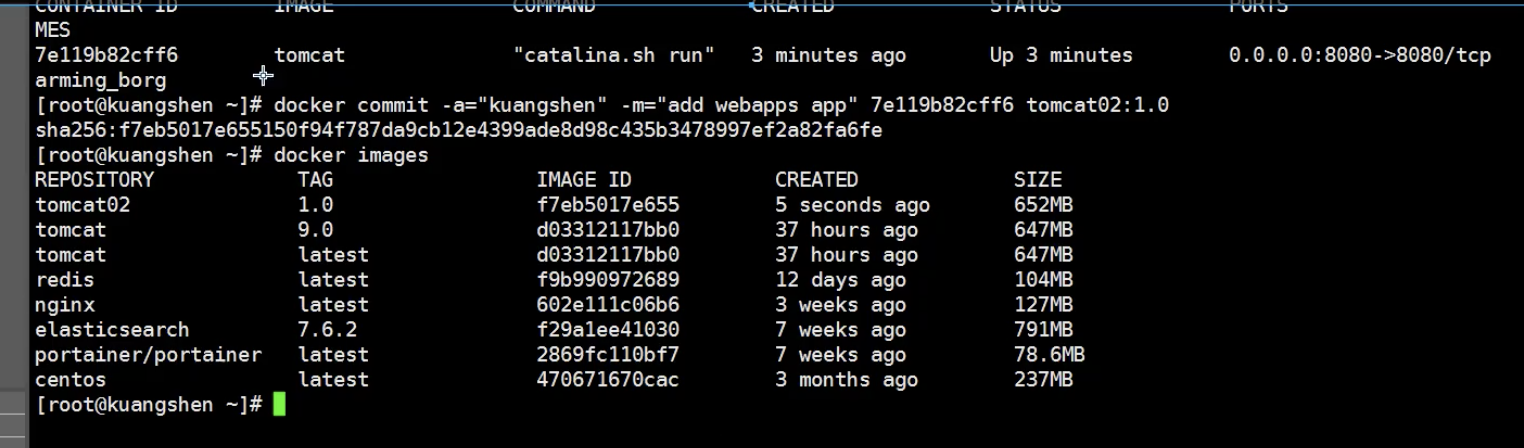 CONTAINER ID        IMAGE               COMMAND             CREATED             STATUS              PORTS
MES
7e119b82cff6        tomcat              "catalina.sh run"   3 minutes ago       Up 3 minutes        0.0.0.0:8080->8080/tcp
arming_borg
[root@kuangshen ~]# docker commit -a="kuangshen" -m="add webapps app" 7e119b82cff6 tomcat02:1.0
sha256:f7eb5017e655150f94f787da9cb12e4399ade8d98c435b3478997ef2a82fa6fe
[root@kuangshen ~]# docker images
REPOSITORY            TAG                 IMAGE ID            CREATED             SIZE
tomcat02              1.0                 f7eb5017e655        5 seconds ago       652MB
tomcat                9.0                 d03312117bb0        37 hours ago        647MB
tomcat                latest              d03312117bb0        37 hours ago        647MB
redis                 latest              f9b990972689        12 days ago         104MB
nginx                 latest              602e111c06b6        3 weeks ago         127MB
elasticsearch         7.6.2               f29a1ee41030        7 weeks ago         791MB
portainer/portainer   latest              2869fc110bf7        7 weeks ago         78.6MB
centos                latest              470671670cac        3 months ago        237MB
[root@kuangshen ~]#